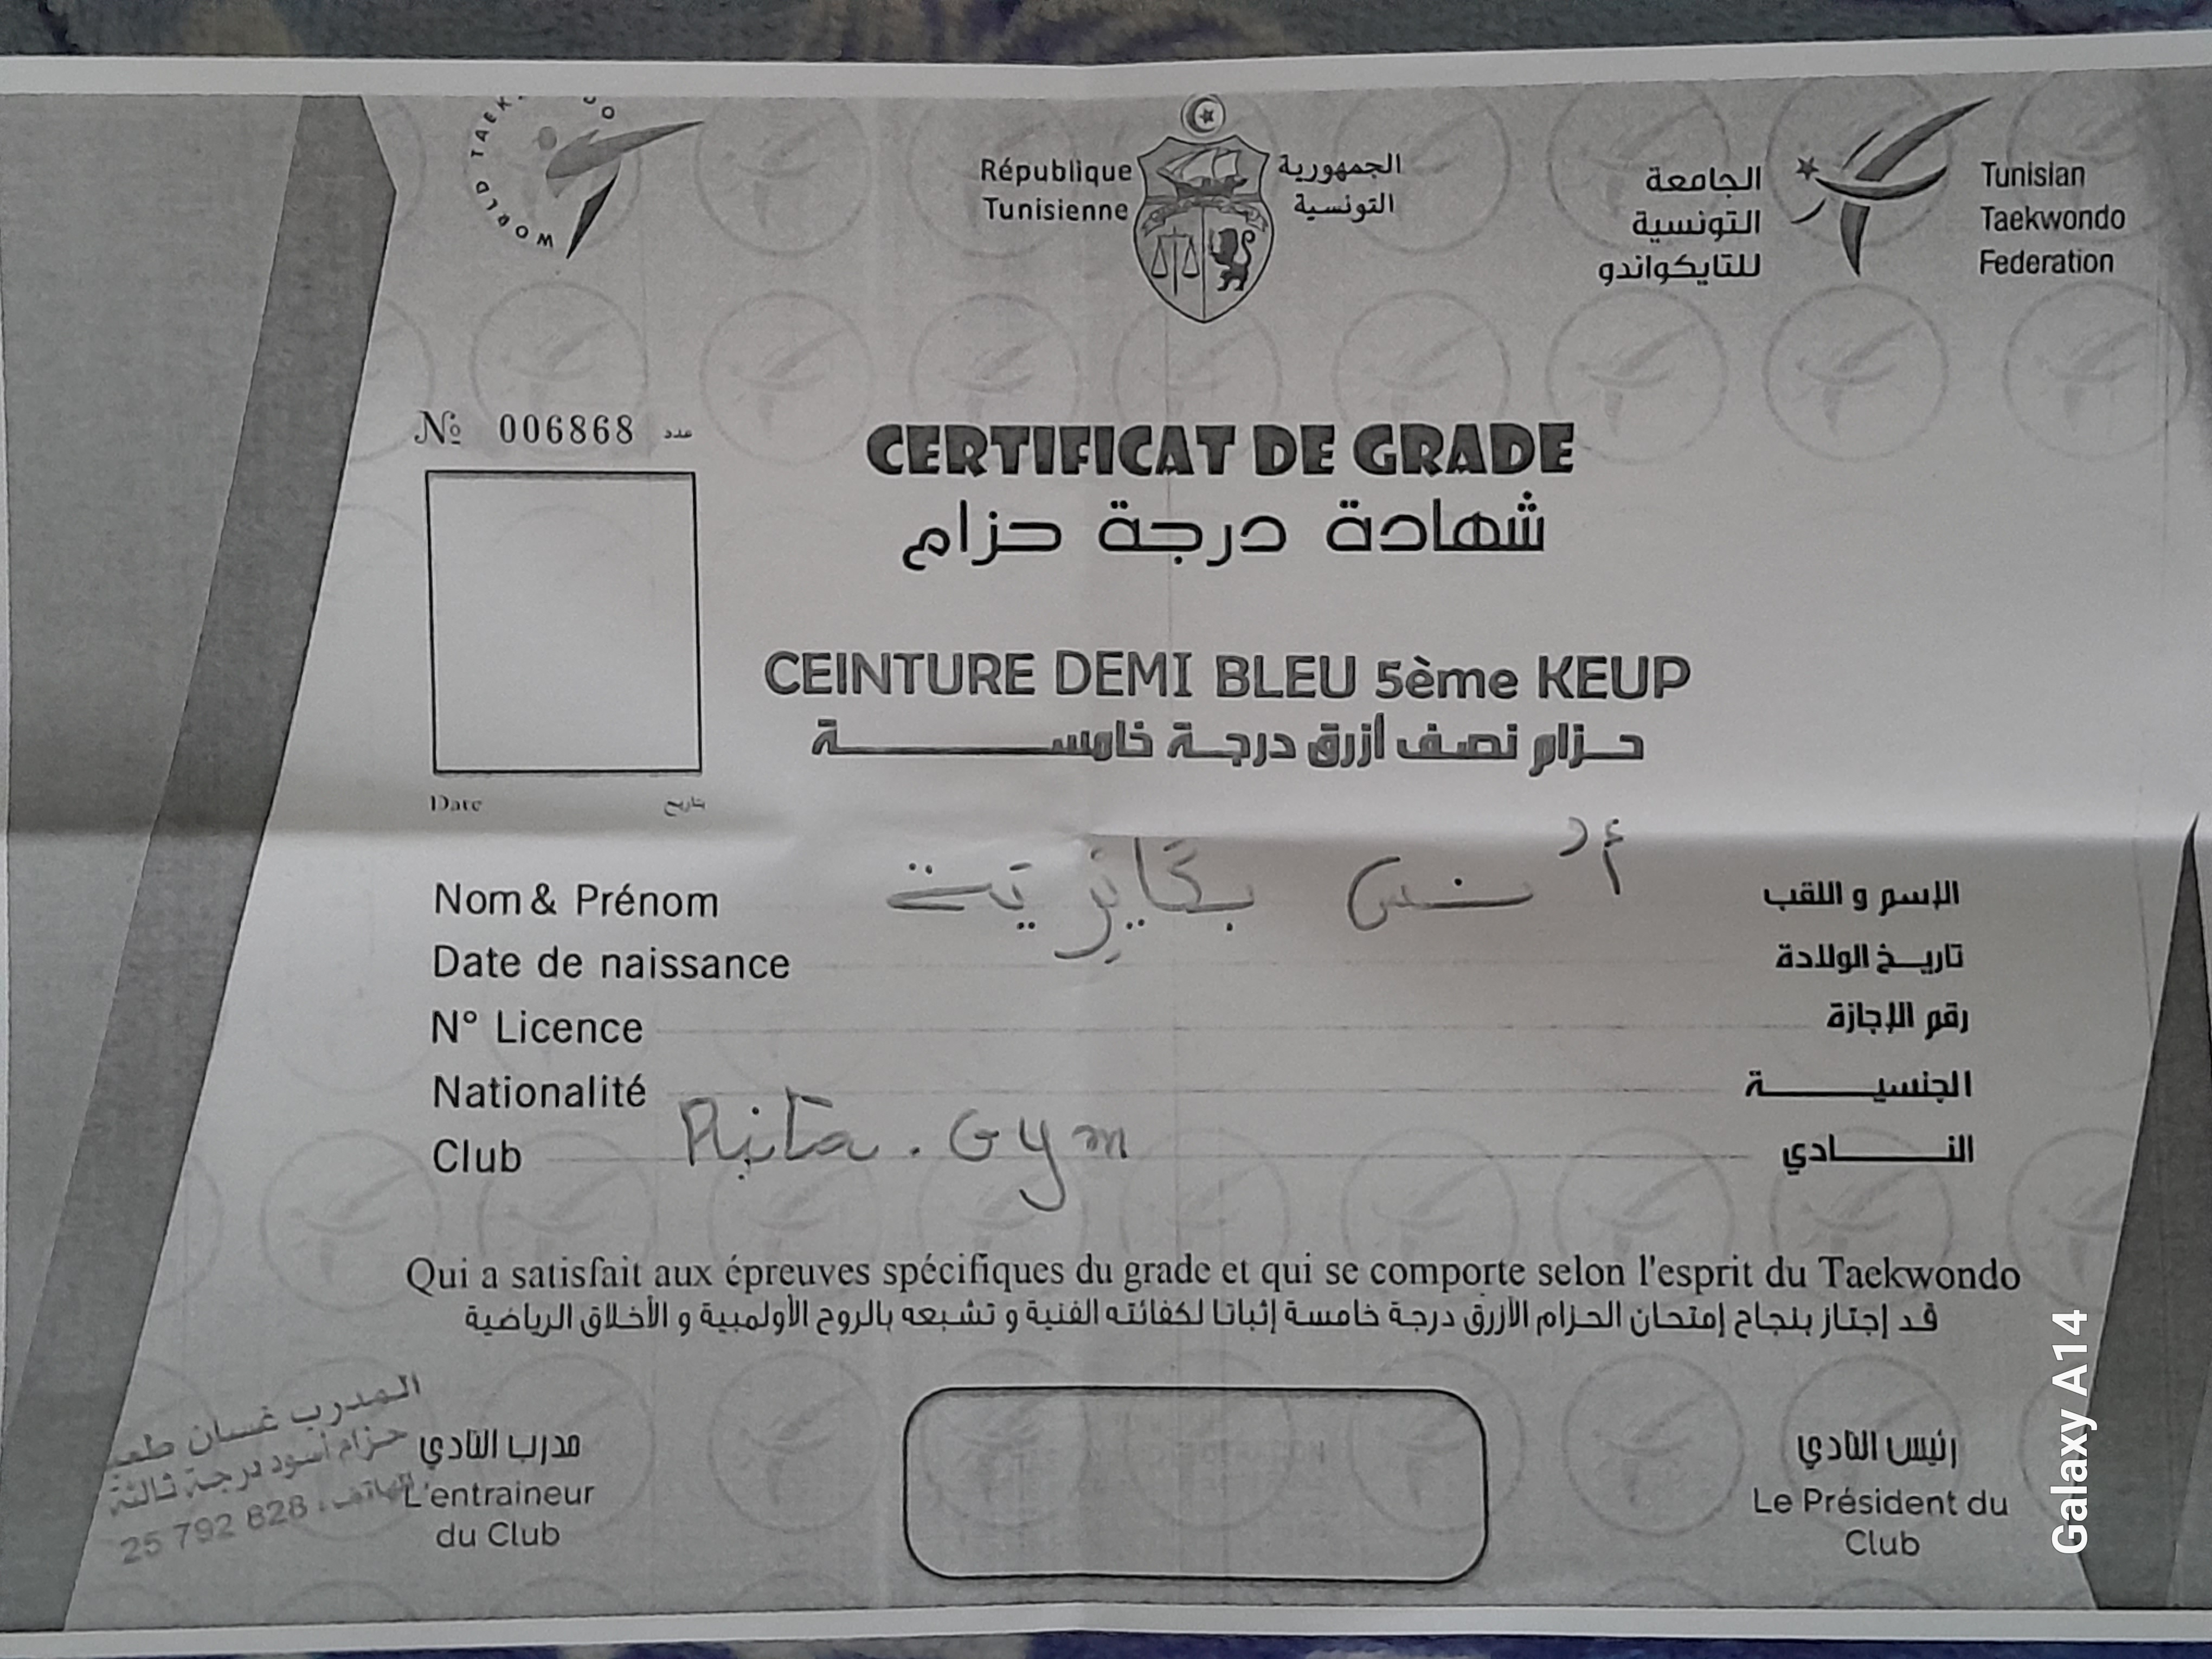 WORLD TAEK
République
Tunisienne
الجمهورية
التونسية
الجامعة
التونسية
للتايكواندو
Tunisian
Taekwondo
Federation
№ 006868 عدد
CERTIFICAT DE GRADE
شهادة درجة حزام
CEINTURE DEMI BLEU 5ème KEUP
حزام نصف أزرق درجة خامسة
Date بتاريخ
Nom & Prénom أنس الإسم و اللقب
Date de naissance تاريخ الولادة
N° Licence رقم الإجازة
Nationalité الجنسية
Club Rita. Gym النادي
Qui a satisfait aux épreuves spécifiques du grade et qui se comporte selon l'esprit du Taekwondo
قد إجتاز بنجاح إمتحان الحزام الأزرق درجة خامسة إثباتا لكفائته الفنية و تشبعه بالروح الأولمبية و الأخلاق الرياضية
المدرب غسان
حزام أسود درجة ثالثة
الهاتف: 25 792 828
مدرب النادي
L'entraineur
du Club
رئيس النادي
Le Président du
Club
Galaxy A14